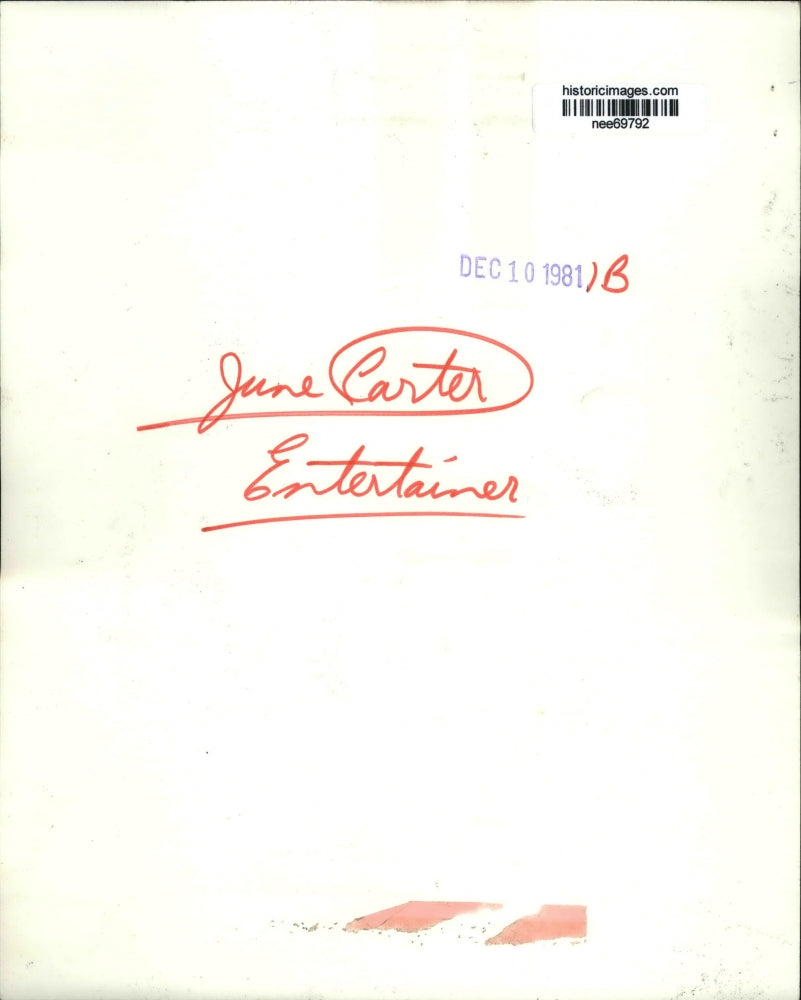 historicimages.com
nee69792
DEC 10 1981 )B
June Carter
Entertainer